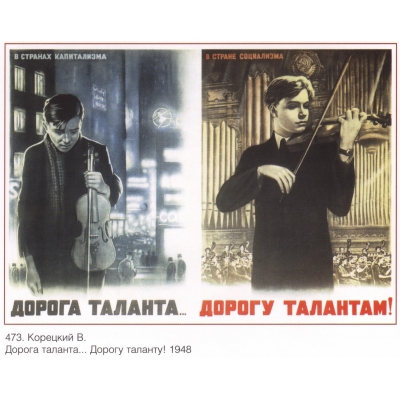 В СТРАНАХ КАПИТАЛИЗМА
ДОРОГА ТАЛАНТА...
В СТРАНЕ СОЦИАЛИЗМА
ДОРОГУ ТАЛАНТАМ!
473. Корецкий В.
Дорога таланта... Дорогу таланту! 1948